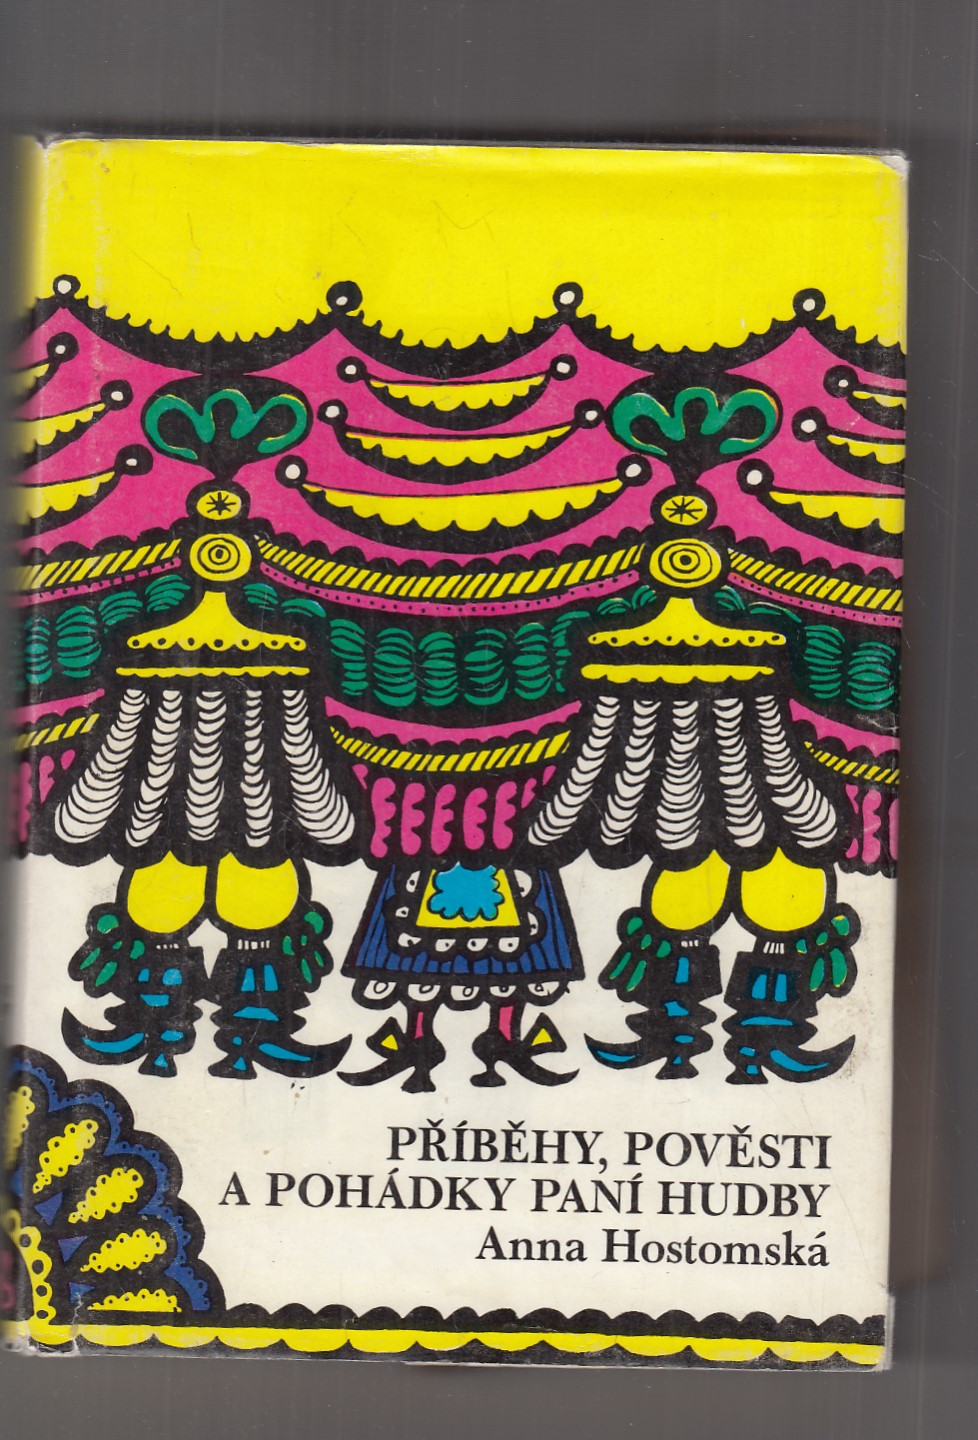 PŘÍBĚHY, POVĚSTI
A POHÁDKY PANÍ HUDBY
Anna Hostomská